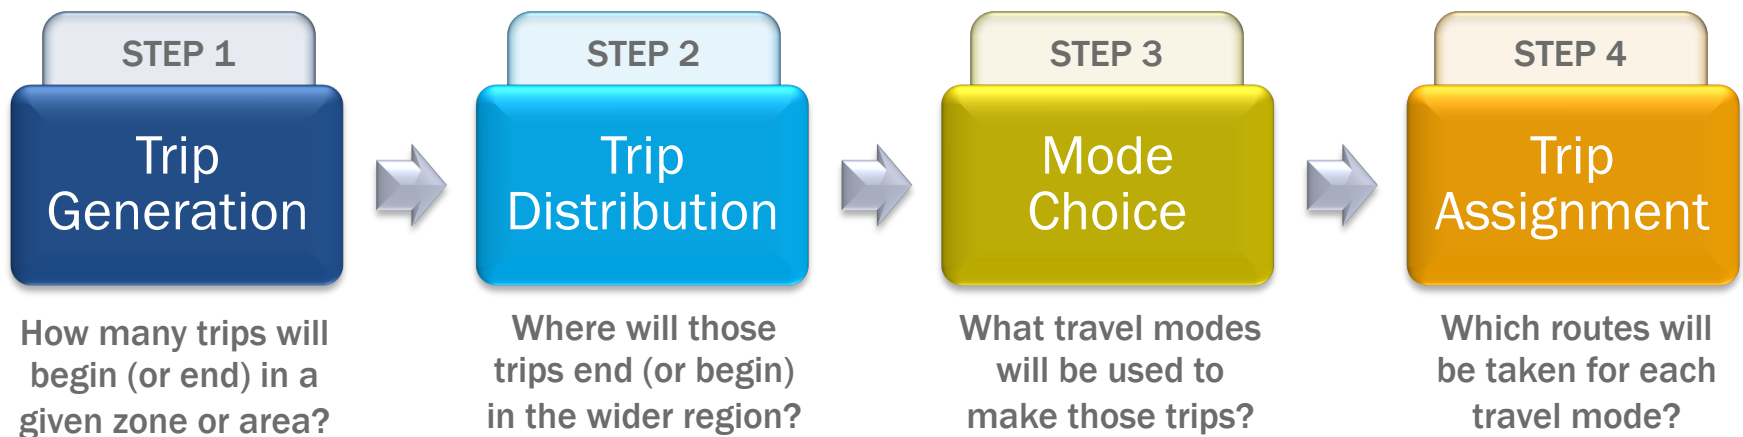 STEP 1
Trip
Generation
How many trips will
begin (or end) in a
given zone or area?
STEP 2
Trip
Distribution
Where will those
trips end (or begin)
in the wider region?
STEP 3
Mode
Choice
What travel modes
will be used to
make those trips?
STEP 4
Trip
Assignment
Which routes will
be taken for each
travel mode?